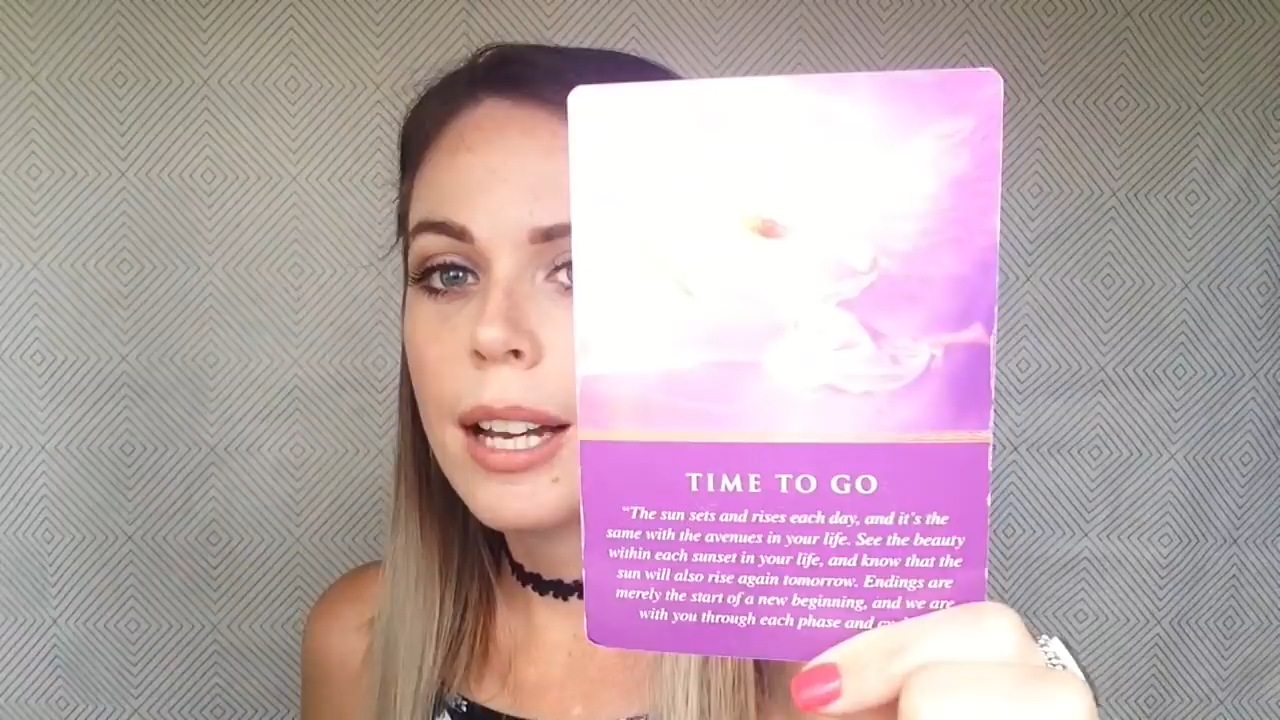 TIME TO GO
"The sun sets and rises each day, and it's the
same with the avenues in your life. See the beauty
within each sunset in your life, and know that the
sun will also rise again tomorrow. Endings are
merely the start of a new beginning, and we are
with you through each phase and